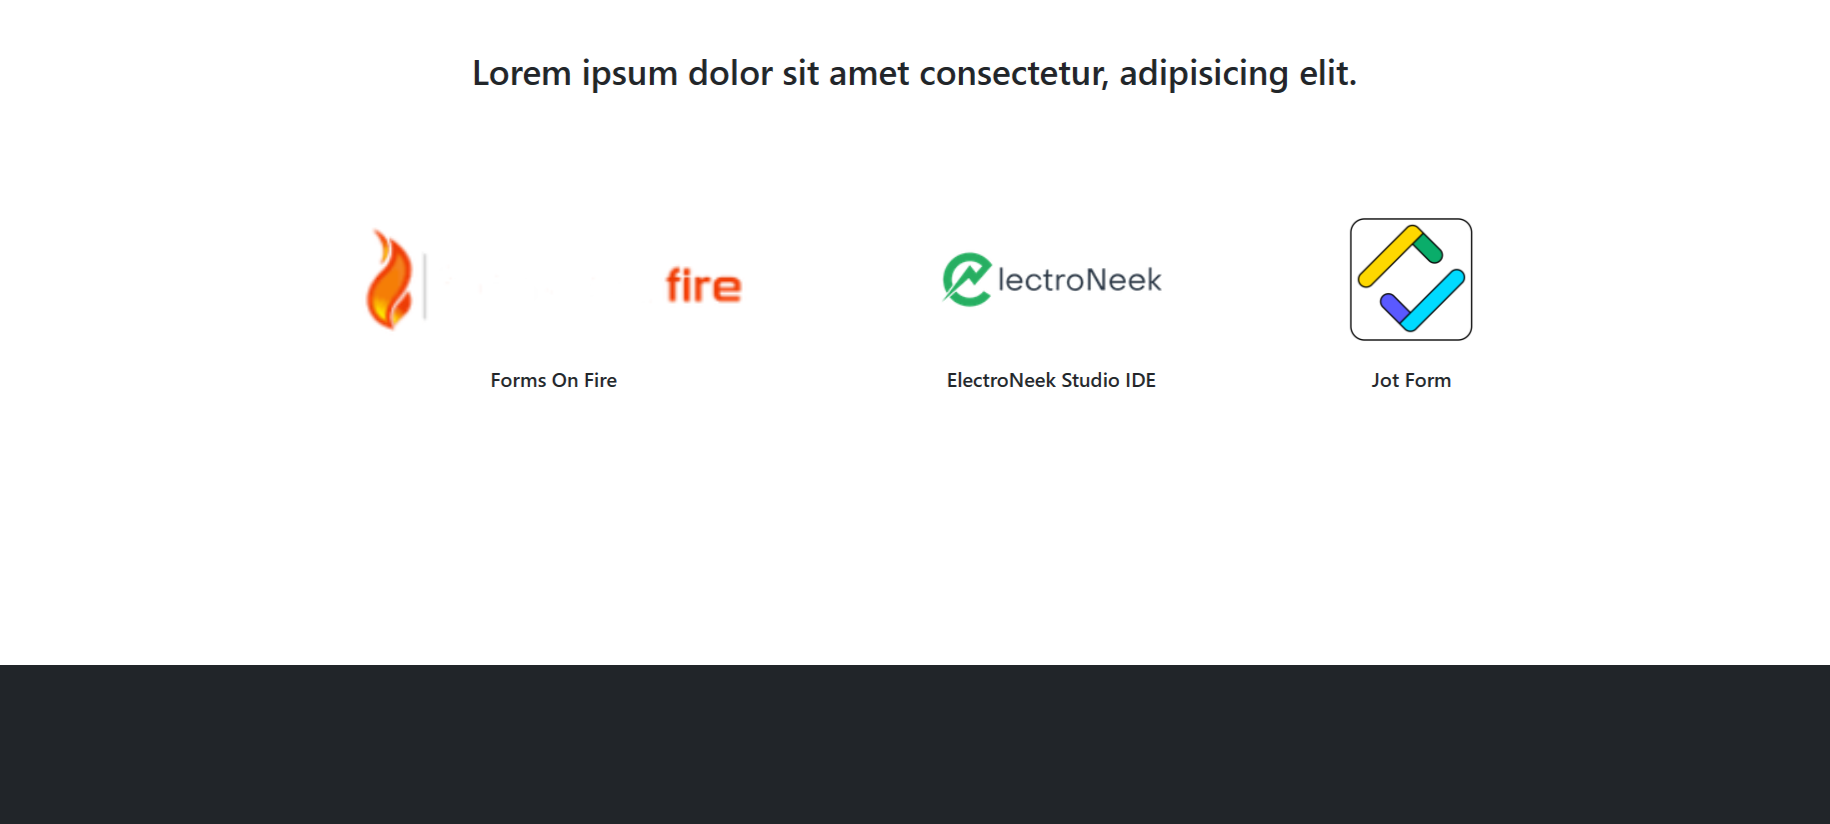 Lorem ipsum dolor sit amet consectetur, adipisicing elit.
fire
lectroNeek
Forms On Fire
ElectroNeek Studio IDE
Jot Form